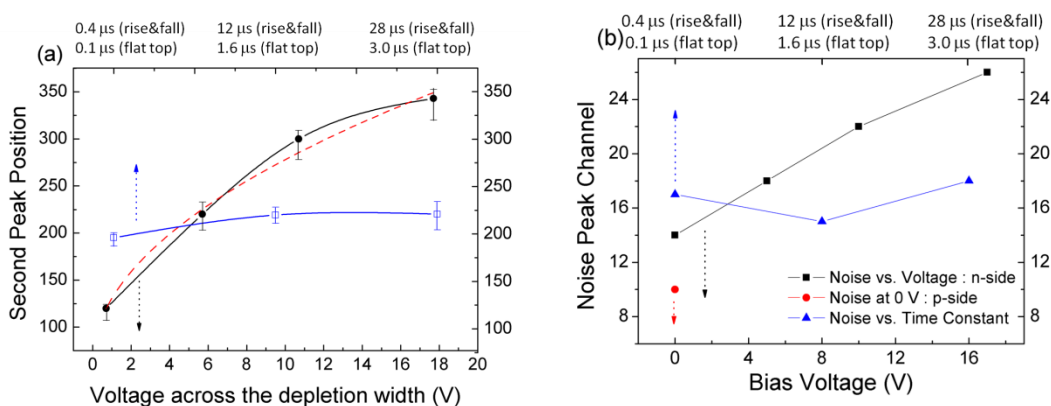 0.4 µs (rise&fall) 12 µs (rise&fall) 28 µs (rise&fall)
(a) 0.1 µs (flat top) 1.6 µs (flat top) 3.0 µs (flat top)
350 350
300 300
250 250
200 200
150 150
100 100
Second Peak Position
0 2 4 6 8 10 12 14 16 18 20
Voltage across the depletion width (V)
0.4 µs (rise&fall) 12 µs (rise&fall) 28 µs (rise&fall)
(b) 0.1 µs (flat top) 1.6 µs (flat top) 3.0 µs (flat top)
24 24
20 20
16 16
12 12
8 8
Noise Peak Channel
Noise vs. Voltage : n-side
Noise at 0 V : p-side
Noise vs. Time Constant
0 4 8 12 16
Bias Voltage (V)